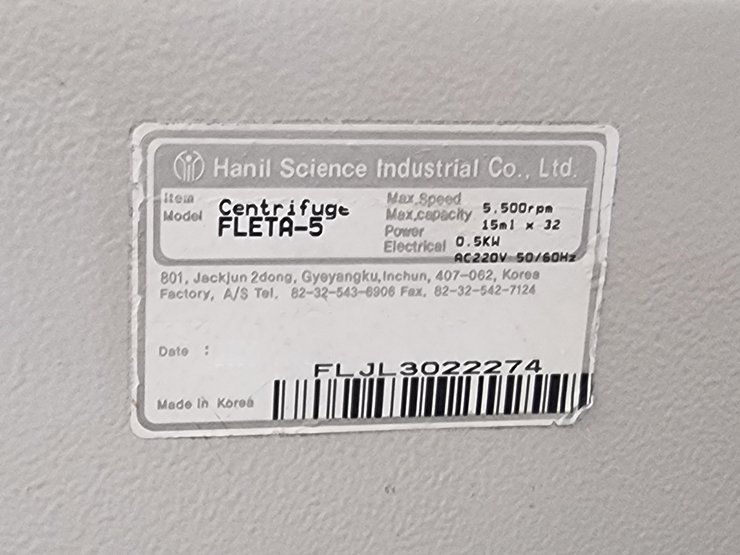 Hanil Science Industrial Co., Ltd.
Item Centrifuge
Model FLETA-5
Max.Speed 5,500rpm
Max.capacity 15ml x 32
Power 0.5KW
Electrical AC220V 50/60Hz
801, Jackjun 2dong, Gyeyangku,Inchun, 407-062, Korea
Factory, A/S Tel. 82-32-543-6906 Fax. 82-32-542-7124
Date :
FLJL3022274
Made In Korea